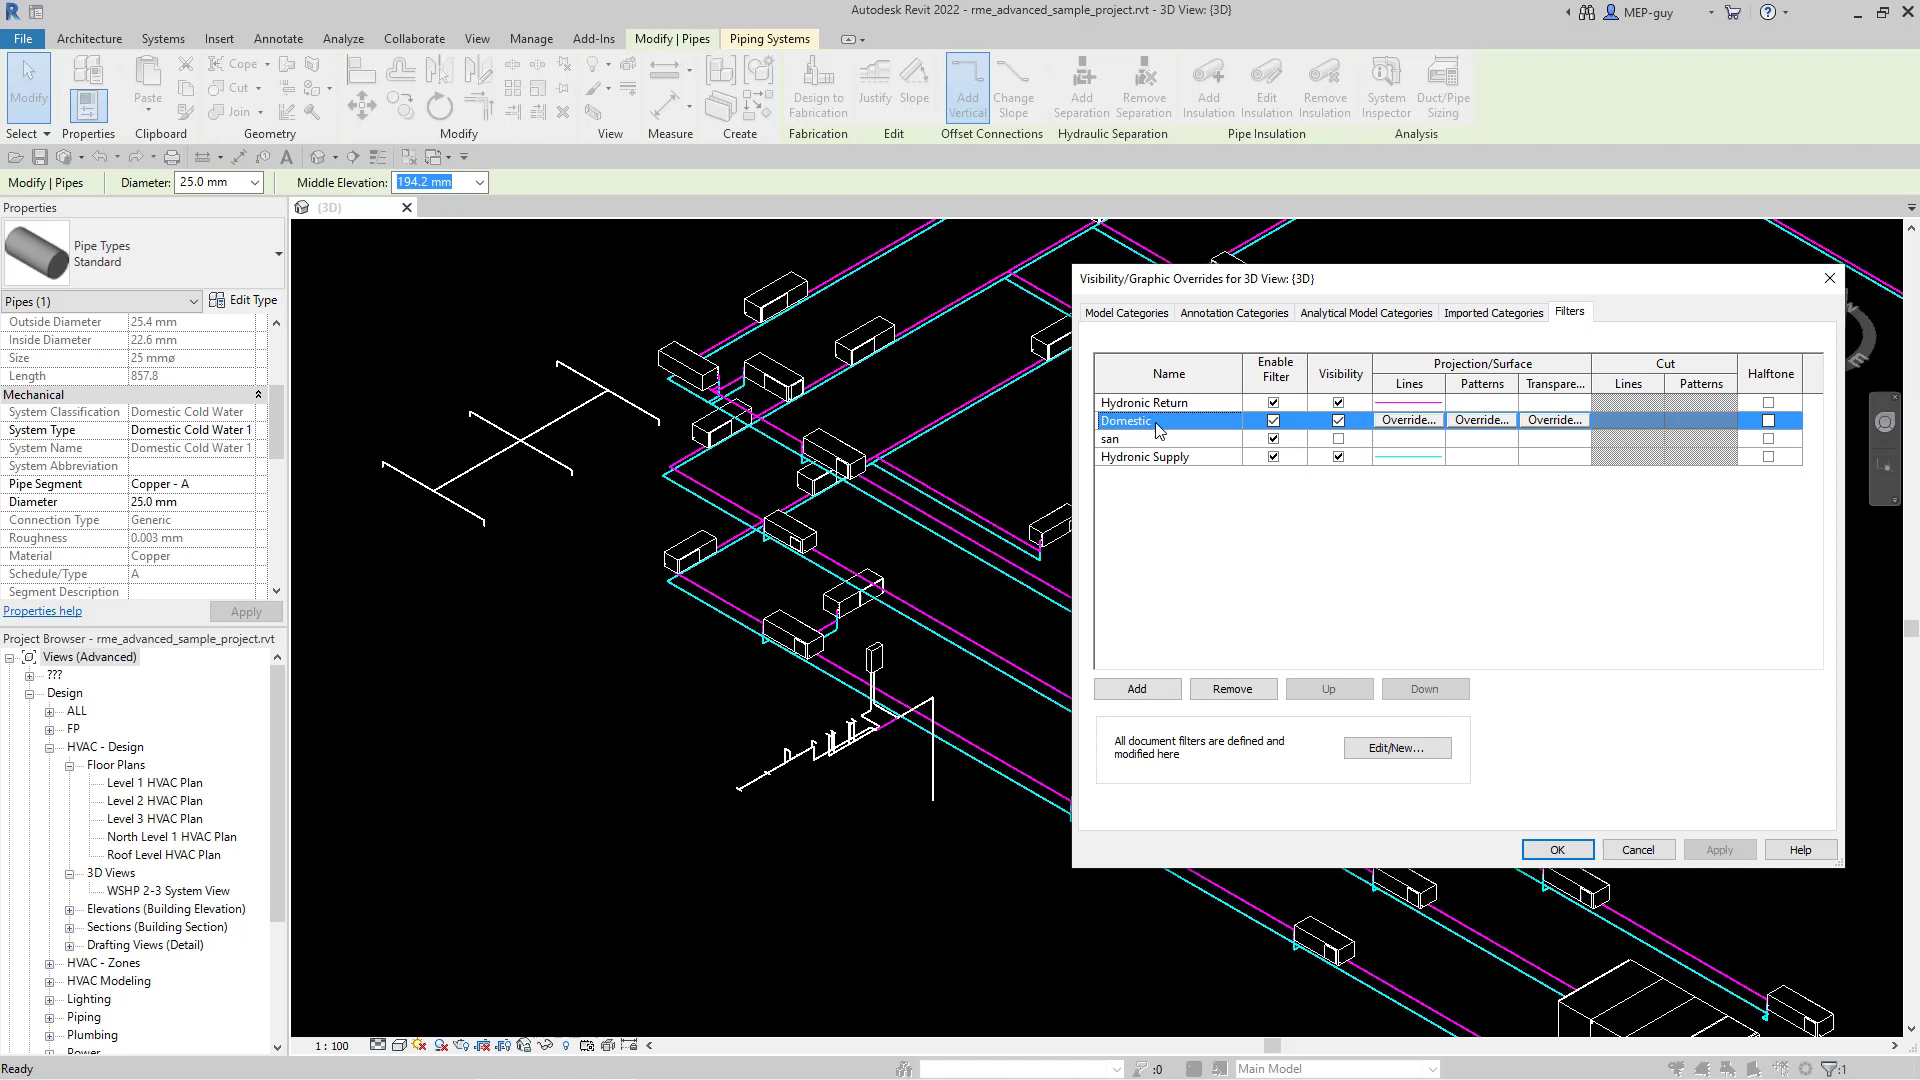 Autodesk Revit 2022 - rme_advanced_sample_project.rvt - 3D View: {3D}
MEP-guy
File Architecture Systems Insert Annotate Analyze Collaborate View Manage Add-Ins Modify | Pipes Piping Systems
Modify
Paste
Cope
Cut
Join
Design to Fabrication
Justify
Slope
Add Vertical
Change Slope
Add Separation
Remove Separation
Add Insulation
Edit Insulation
Remove Insulation
System Inspector
Duct/Pipe Sizing
Select Properties Clipboard Geometry Modify View Measure Create Fabrication Edit Offset Connections Hydraulic Separation Pipe Insulation Analysis
Modify | Pipes Diameter: 25.0 mm Middle Elevation: 194.2 mm
Properties
{3D}
Pipe Types
Standard
Pipes (1) Edit Type
Outside Diameter 25.4 mm
Inside Diameter 22.6 mm
Size 25 mmø
Length 857.8
Mechanical
System Classification Domestic Cold Water
System Type Domestic Cold Water 1
System Name Domestic Cold Water 1
System Abbreviation
Pipe Segment Copper - A
Diameter 25.0 mm
Connection Type Generic
Roughness 0.003 mm
Material Copper
Schedule/Type A
Segment Description
Properties help Apply
Project Browser - rme_advanced_sample_project.rvt
Views (Advanced)
???
Design
ALL
FP
HVAC - Design
Floor Plans
Level 1 HVAC Plan
Level 2 HVAC Plan
Level 3 HVAC Plan
North Level 1 HVAC Plan
Roof Level HVAC Plan
3D Views
WSHP 2-3 System View
Elevations (Building Elevation)
Sections (Building Section)
Drafting Views (Detail)
HVAC - Zones
HVAC Modeling
Lighting
Piping
Plumbing
Power
Visibility/Graphic Overrides for 3D View: {3D}
Model Categories Annotation Categories Analytical Model Categories Imported Categories Filters
Name Enable Filter Visibility Projection/Surface Cut Halftone
Lines Patterns Transpare... Lines Patterns
Hydronic Return
Domestic Override... Override... Override...
san
Hydronic Supply
Add Remove Up Down
All document filters are defined and
modified here
Edit/New...
OK Cancel Apply Help
1 : 100
Ready :0 Main Model :1